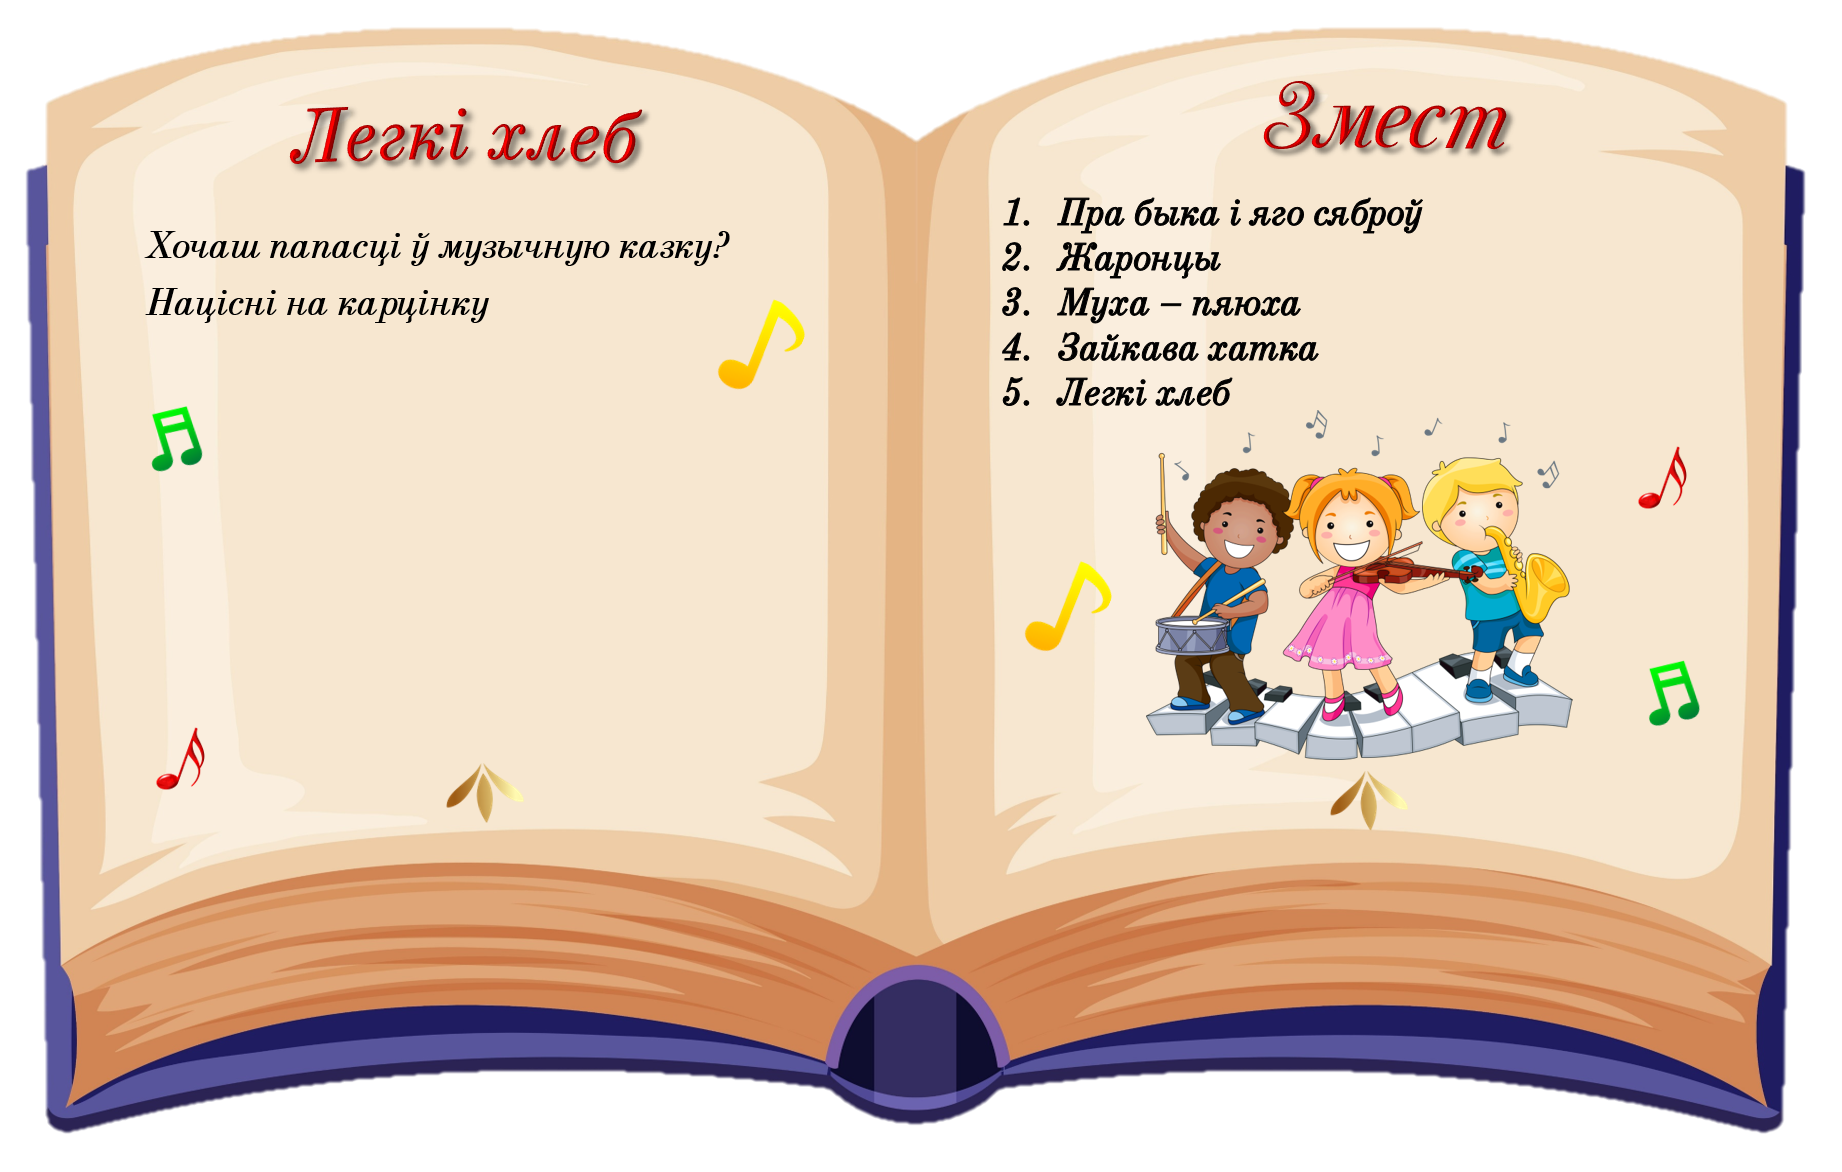 Легкі хлеб
Хочаш папасці ў музычную казку?
Націсні на карцінку
Змест
1. Пра быка і яго сяброў
2. Жаронцы
3. Муха – пяюха
4. Зайкава хатка
5. Легкі хлеб